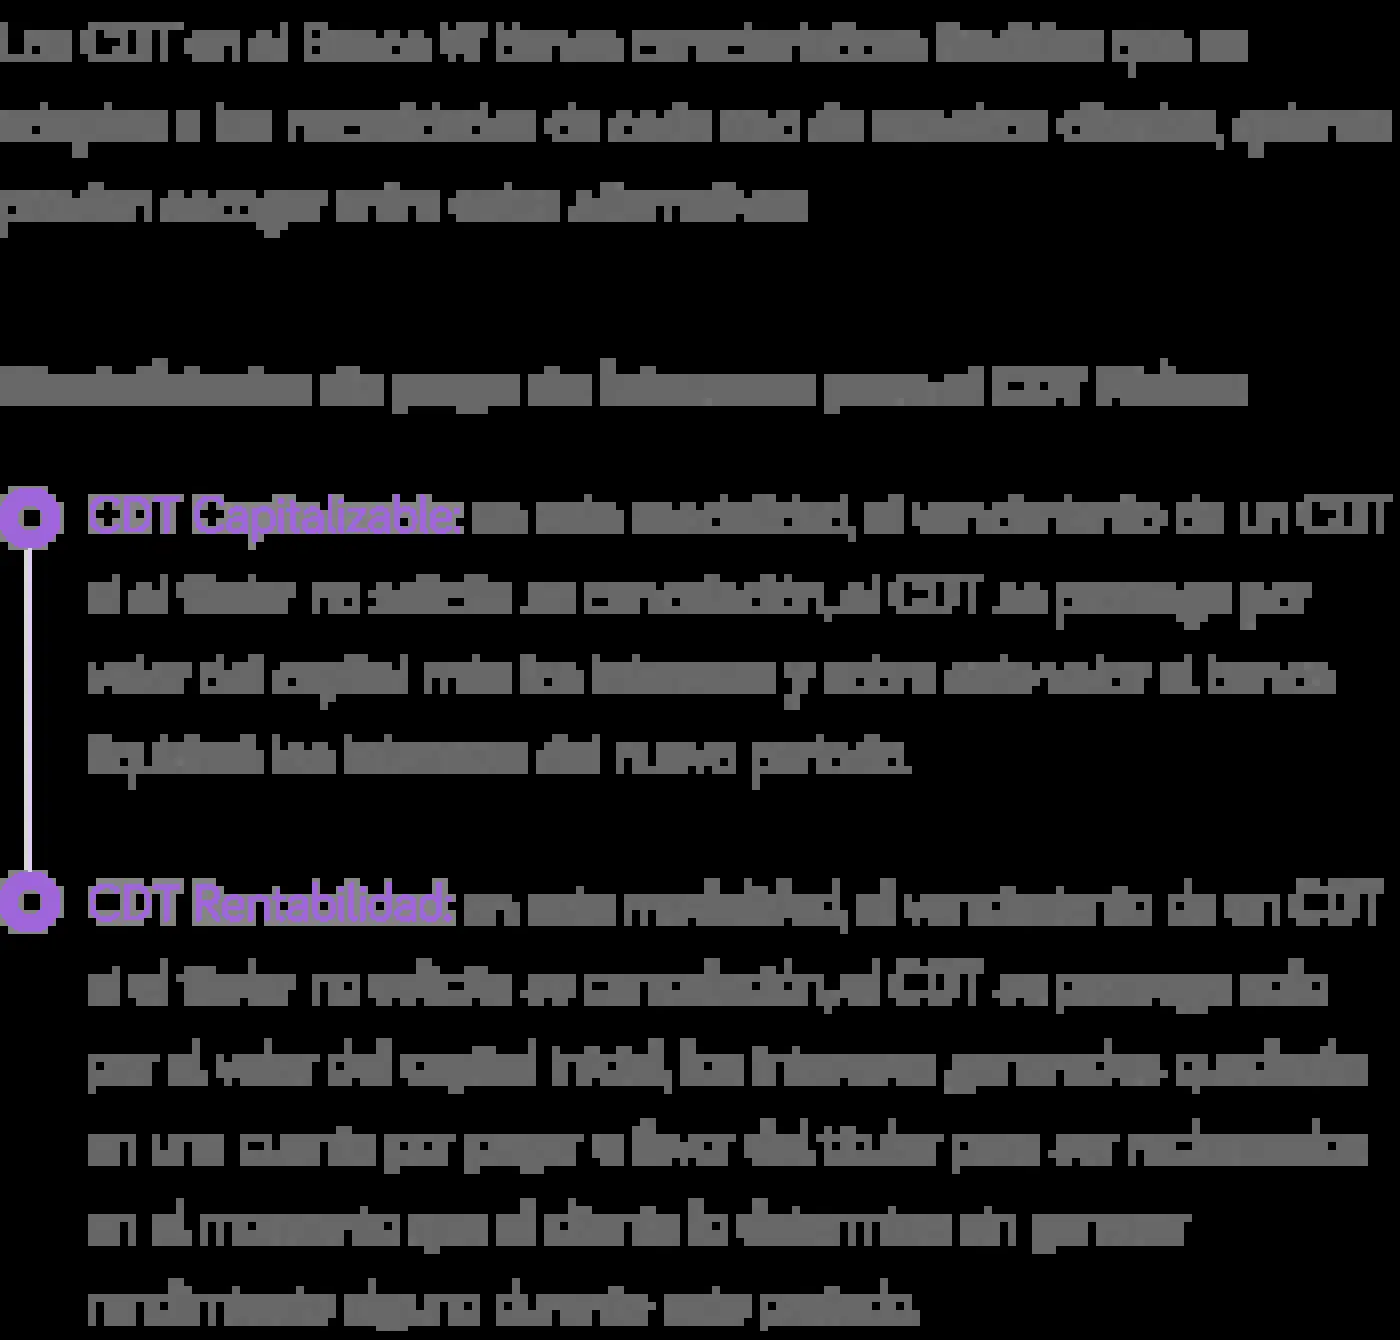 Los CDT en el Banco W tienen características flexibles que se
adaptan a las necesidades de cada uno de nuestros clientes, quienes
pueden escoger entre estas alternativas
Modalidades de pago de intereses para el CDT
CDT Capitalizable: en esta modalidad, al vencimiento de un CDT
si el titular no solicita su cancelación, el CDT se prorroga por
valor del capital más los intereses y sobre este valor el banco
liquidará los intereses del nuevo periodo.
CDT Rentabilidad: en esta modalidad, al vencimiento de un CDT
si el titular no solicita su cancelación, el CDT se prorroga solo
por el valor del capital inicial, los intereses generados quedarán
en una cuenta por pagar a favor del titular para ser reclamados
en el momento que el cliente lo determine sin generar
rendimiento alguno durante este periodo.